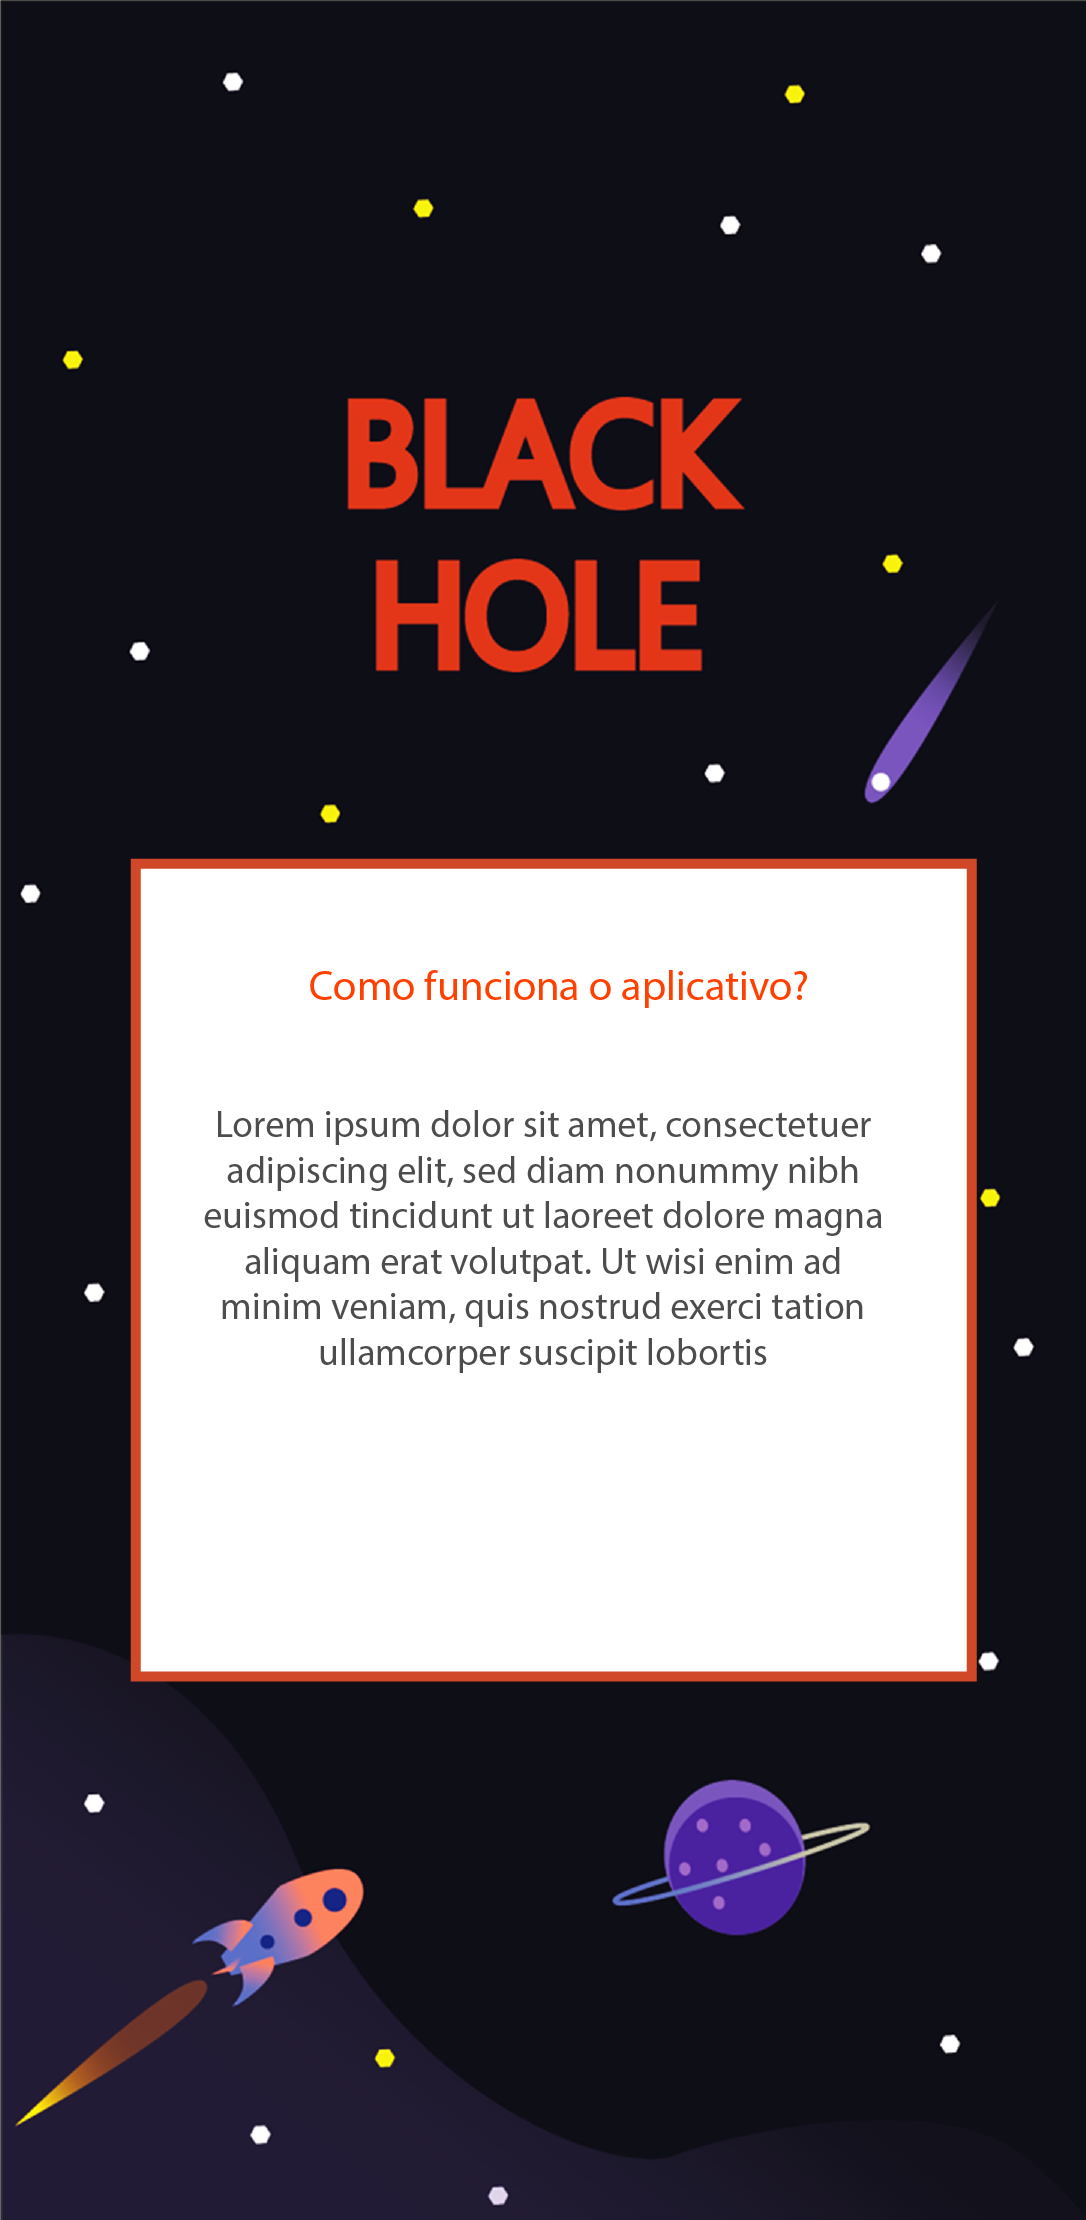 BLACK
HOLE
Como funciona o aplicativo?
Lorem ipsum dolor sit amet, consectetuer
adipiscing elit, sed diam nonummy nibh
euismod tincidunt ut laoreet dolore magna
aliquam erat volutpat. Ut wisi enim ad
minim veniam, quis nostrud exerci tation
ullamcorper suscipit lobortis